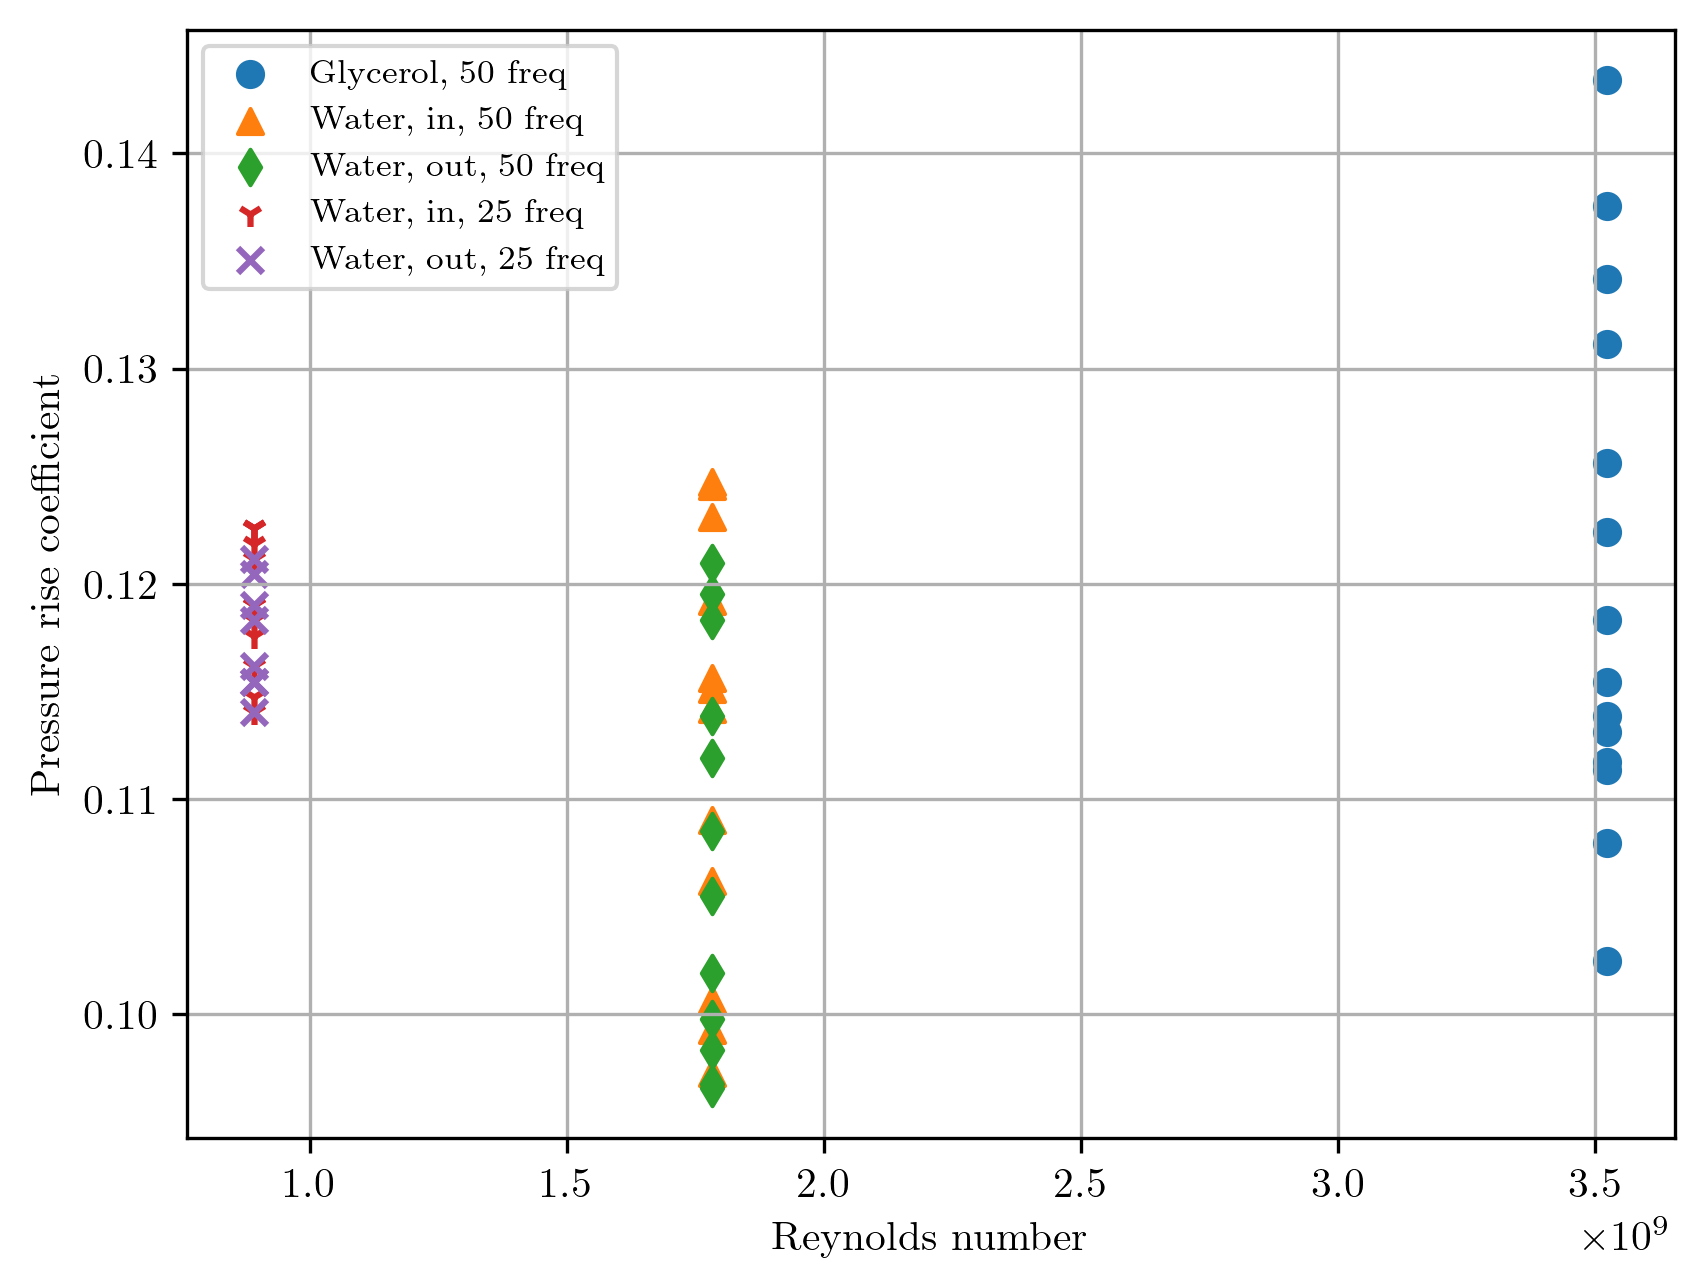 Glycerol, 50 freq
Water, in, 50 freq
Water, out, 50 freq
Water, in, 25 freq
Water, out, 25 freq
0.14
0.13
0.12
0.11
0.10
Pressure rise coefficient
1.0 1.5 2.0 2.5 3.0 3.5
Reynolds number
×10⁹